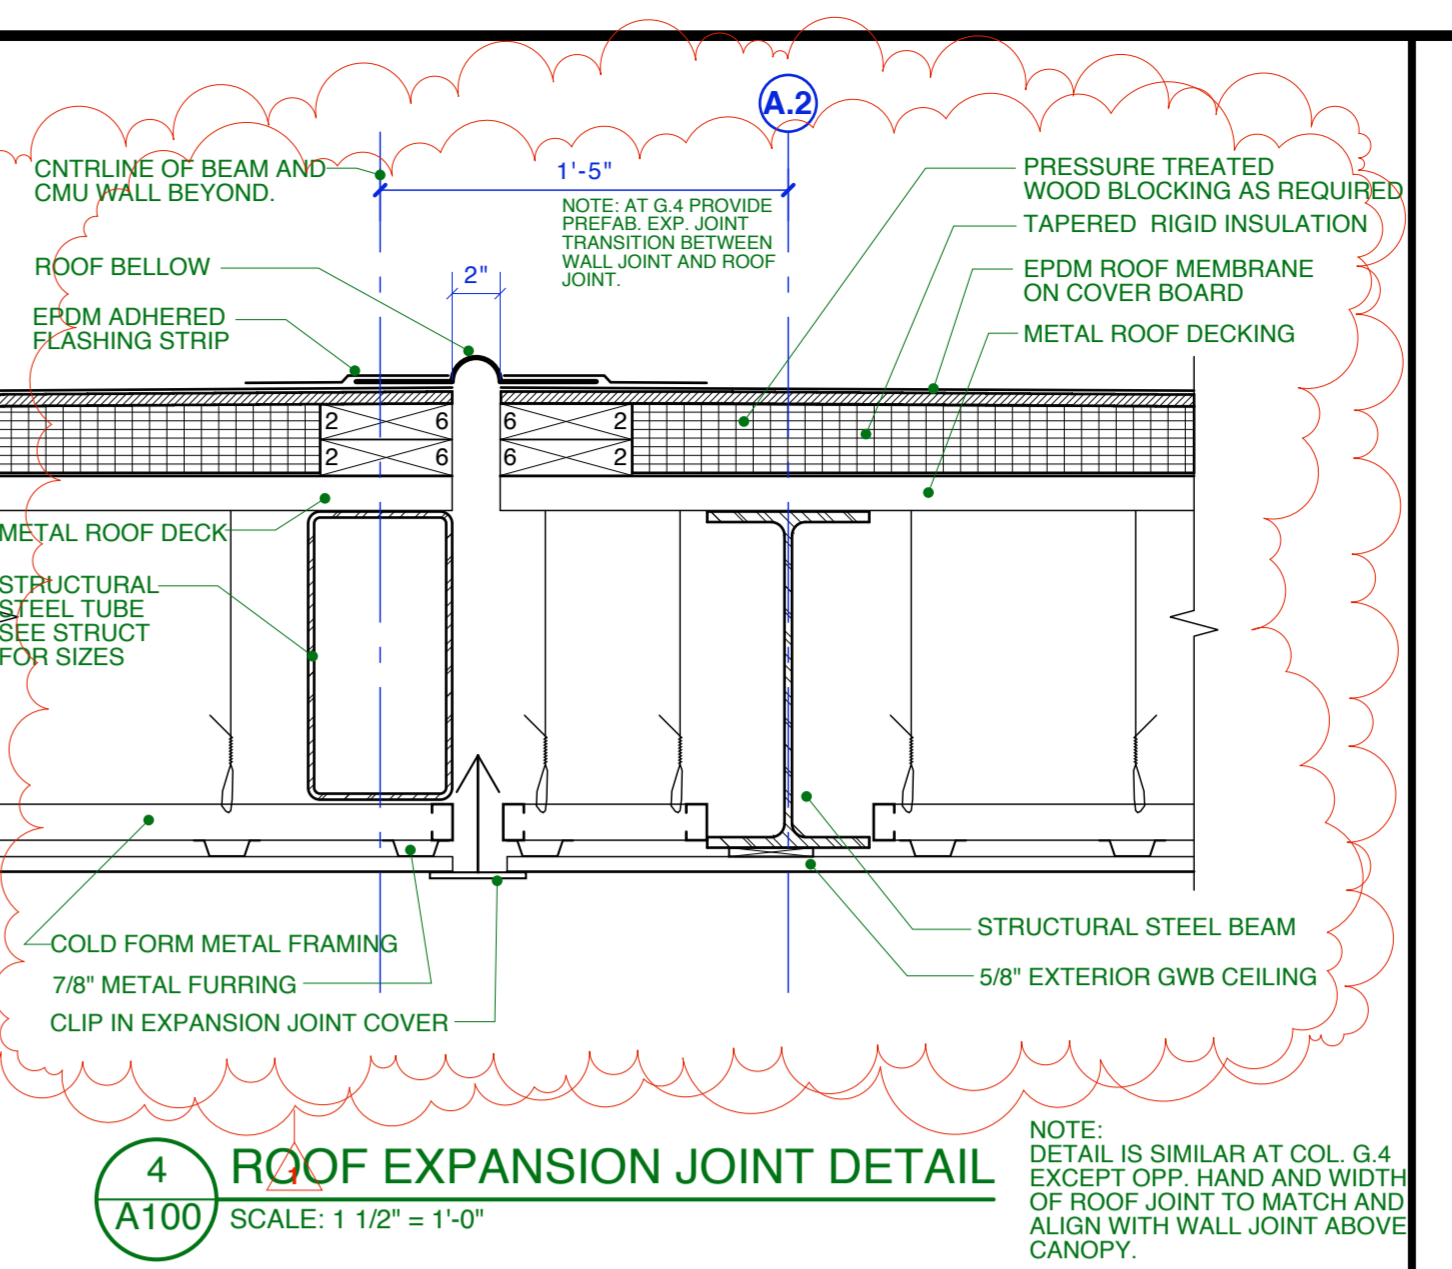 A.2
CNTRLINE OF BEAM AND
CMU WALL BEYOND.
1'-5"
NOTE: AT G.4 PROVIDE
PREFAB. EXP. JOINT
TRANSITION BETWEEN
WALL JOINT AND ROOF
JOINT.
PRESSURE TREATED
WOOD BLOCKING AS REQUIRED
TAPERED RIGID INSULATION
EPDM ROOF MEMBRANE
ON COVER BOARD
METAL ROOF DECKING
ROOF BELLOW
2"
EPDM ADHERED
FLASHING STRIP
2 6 6 2
2 6 6 2
METAL ROOF DECK
STRUCTURAL
STEEL TUBE
SEE STRUCT
FOR SIZES
COLD FORM METAL FRAMING
7/8" METAL FURRING
CLIP IN EXPANSION JOINT COVER
STRUCTURAL STEEL BEAM
5/8" EXTERIOR GWB CEILING
4
A100
ROOF EXPANSION JOINT DETAIL
1
SCALE: 1 1/2" = 1'-0"
NOTE:
DETAIL IS SIMILAR AT COL. G.4
EXCEPT OPP. HAND AND WIDTH
OF ROOF JOINT TO MATCH AND
ALIGN WITH WALL JOINT ABOVE
CANOPY.